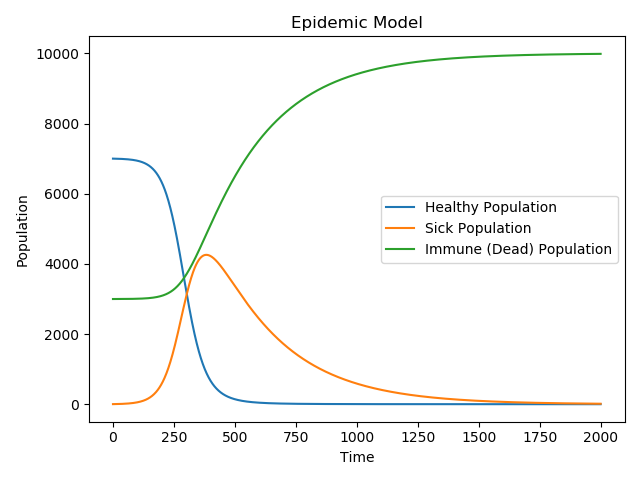 Epidemic Model
Population
10000
8000
6000
4000
2000
0
Healthy Population
Sick Population
Immune (Dead) Population
0 250 500 750 1000 1250 1500 1750 2000
Time